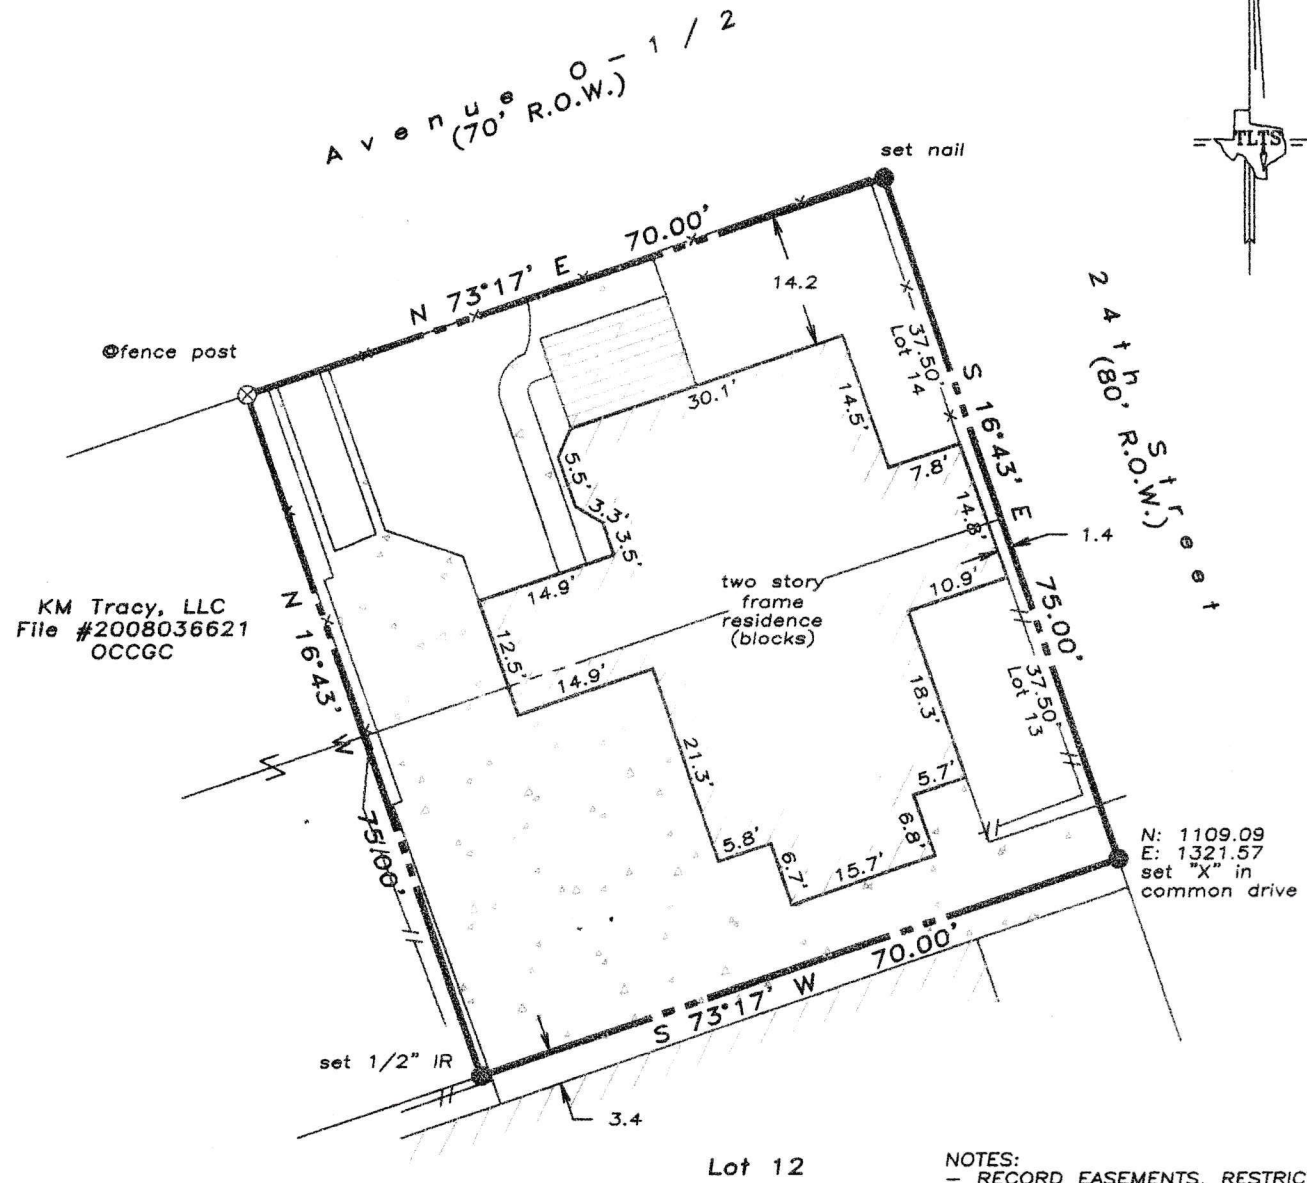 Avenue O-1/2
(70' R.O.W.)
TLTS
set nail
N 73°17' E 70.00'
14.2
@fence post
24th Street
(80' R.O.W.)
37.50'
Lot 14
30.1'
14.5'
7.8'
S 16°43' E 75.00'
5.5'
3.3'
3.5'
14.8'
1.4
14.9'
10.9'
two story
frame
residence
(blocks)
KM Tracy, LLC
File #2008036621
OCCGC
N 16°43' W 75.00'
12.5'
14.9'
18.3'
37.50'
Lot 13
21.3'
5.7'
6.8'
5.8'
6.7'
15.7'
N: 1109.09
E: 1321.57
set "X" in
common drive
S 73°17' W 70.00'
set 1/2" IR
3.4
Lot 12
NOTES:
- RECORD EASEMENTS, RESTRIC